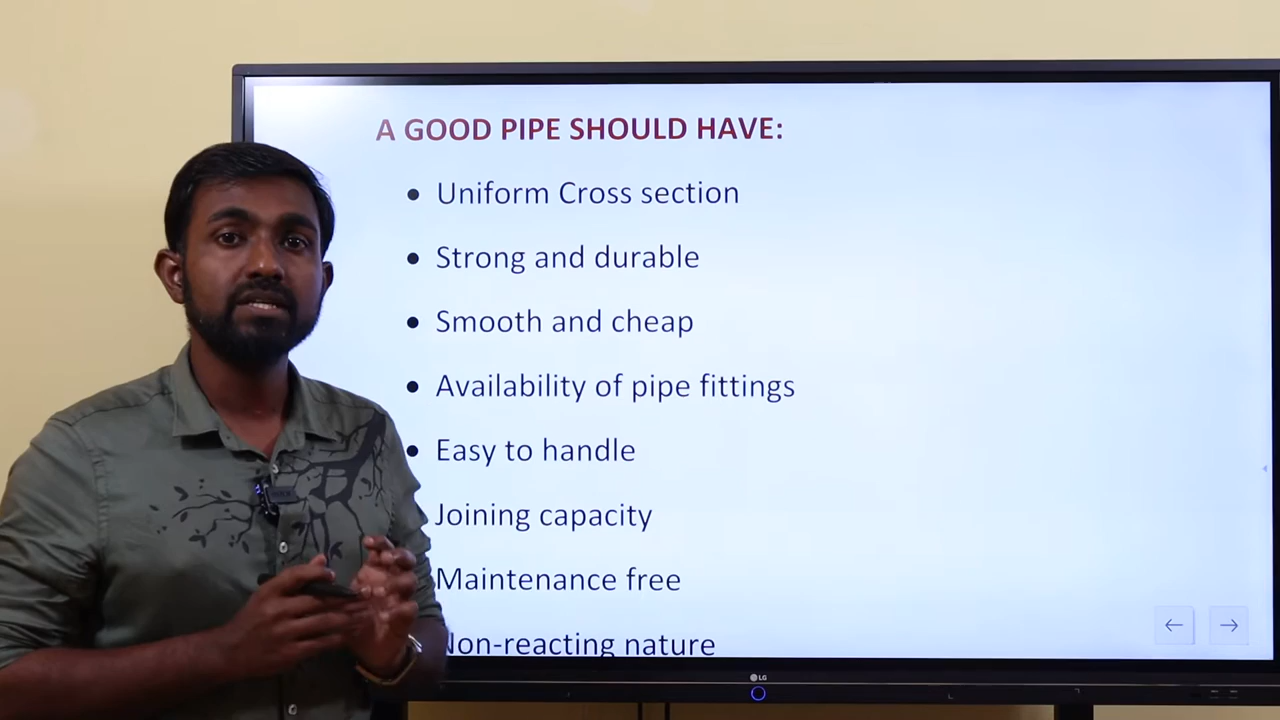 A GOOD PIPE SHOULD HAVE:
• Uniform Cross section
• Strong and durable
• Smooth and cheap
• Availability of pipe fittings
• Easy to handle
Joining capacity
Maintenance free
Non-reacting nature
LG